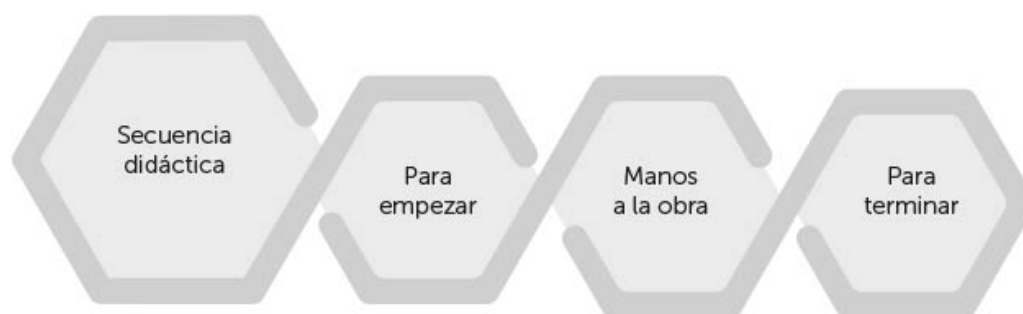 Secuencia
didáctica
Para
empezar
Manos
a la obra
Para
terminar